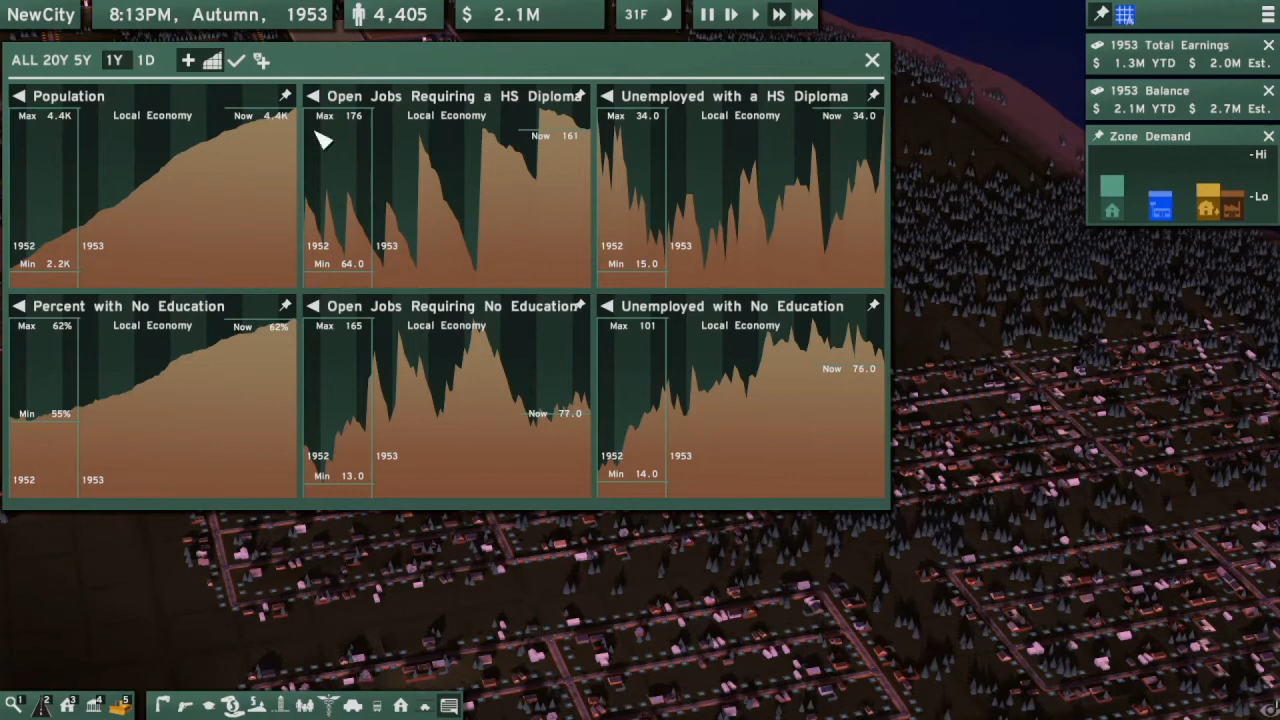 NewCity 8:13PM, Autumn, 1953 4,405 $ 2.1M 31F
ALL 20Y 5Y 1Y 1D
Population
Max 4.4K Local Economy Now 4.4K
1952 1953
Min 2.2K
Open Jobs Requiring a HS Diploma
Max 176 Local Economy
Now 161
1952 1953
Min 64.0
Unemployed with a HS Diploma
Max 34.0 Local Economy Now 34.0
1952 1953
Min 15.0
Percent with No Education
Max 62% Local Economy Now 62%
Min 55%
1952 1953
Open Jobs Requiring No Education
Max 165 Local Economy
Now 77.0
1952 1953
Min 13.0
Unemployed with No Education
Max 101 Local Economy
Now 76.0
1952 1953
Min 14.0
1953 Total Earnings
$ 1.3M YTD $ 2.0M Est.
1953 Balance
$ 2.1M YTD $ 2.7M Est.
Zone Demand
-Hi
-Lo
1 2 3 4 5